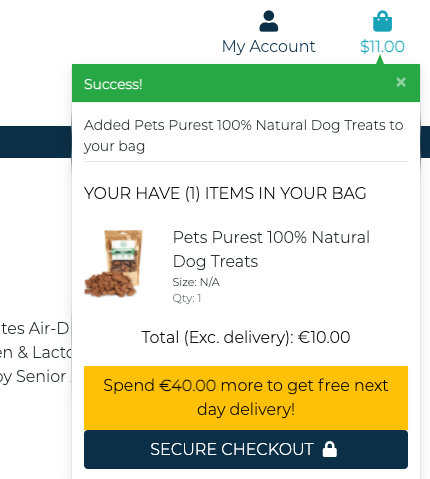 My Account
$11.00
Success!
×
Added Pets Purest 100% Natural Dog Treats to
your bag
YOUR HAVE (1) ITEMS IN YOUR BAG
Pets Purest 100% Natural
Dog Treats
Size: N/A
Qty: 1
Total (Exc. delivery): €10.00
Spend €40.00 more to get free next
day delivery!
SECURE CHECKOUT
tes Air-D
en & Lacto
by Senior